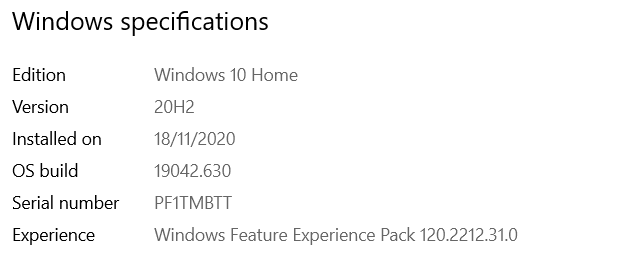 Windows specifications
Edition Windows 10 Home
Version 20H2
Installed on 18/11/2020
OS build 19042.630
Serial number PF1TMBTT
Experience Windows Feature Experience Pack 120.2212.31.0